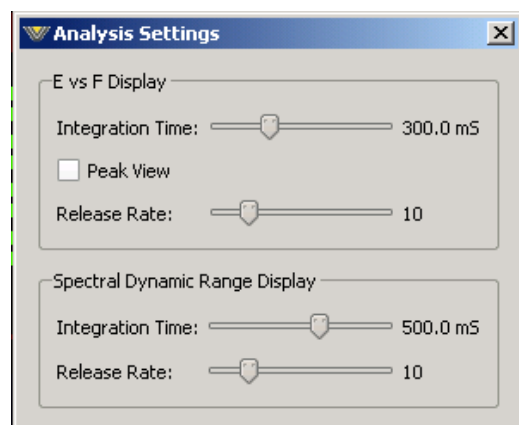 Analysis Settings
E vs F Display
Integration Time: 300.0 mS
Peak View
Release Rate: 10
Spectral Dynamic Range Display
Integration Time: 500.0 mS
Release Rate: 10